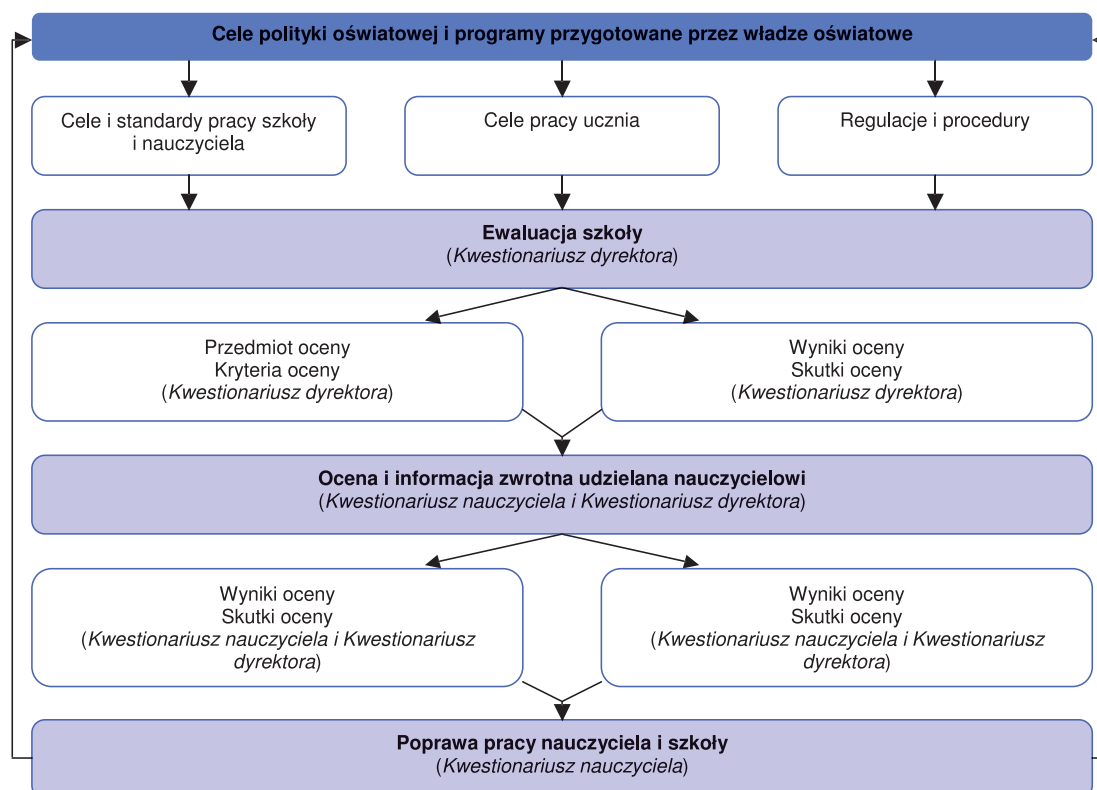 Cele polityki oświatowej i programy przygotowane przez władze oświatowe
Cele i standardy pracy szkoły
i nauczyciela
Cele pracy ucznia
Regulacje i procedury
Ewaluacja szkoły
(Kwestionariusz dyrektora)
Przedmiot oceny
Kryteria oceny
(Kwestionariusz dyrektora)
Wyniki oceny
Skutki oceny
(Kwestionariusz dyrektora)
Ocena i informacja zwrotna udzielana nauczycielowi
(Kwestionariusz nauczyciela i Kwestionariusz dyrektora)
Wyniki oceny
Skutki oceny
(Kwestionariusz nauczyciela i Kwestionariusz
dyrektora)
Wyniki oceny
Skutki oceny
(Kwestionariusz nauczyciela i Kwestionariusz
dyrektora)
Poprawa pracy nauczyciela i szkoły
(Kwestionariusz nauczyciela)